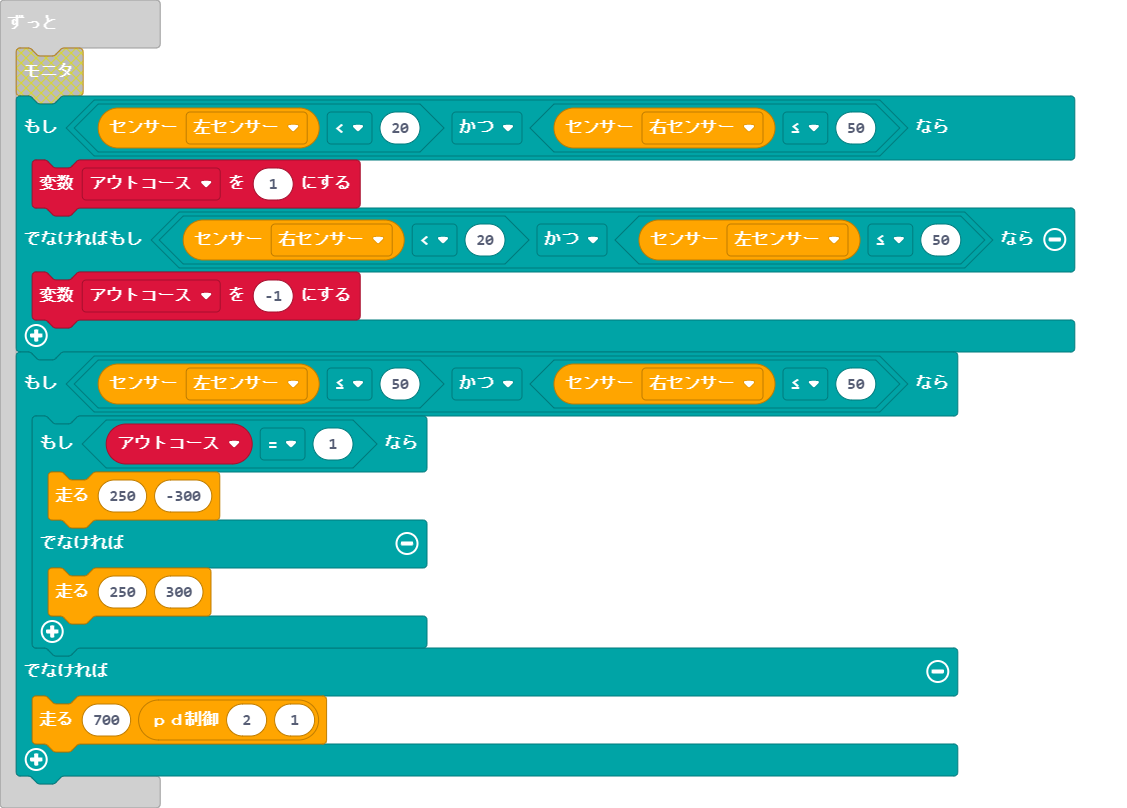 ずっと
モニタ
もし センサー 左センサー < 20 かつ センサー 右センサー ≤ 50 なら
変数 アウトコース を 1 にする
でなければもし センサー 右センサー < 20 かつ センサー 左センサー ≤ 50 なら
変数 アウトコース を -1 にする
もし センサー 左センサー ≤ 50 かつ センサー 右センサー ≤ 50 なら
もし アウトコース = 1 なら
走る 250 -300
でなければ
走る 250 300
でなければ
走る 700 ｐｄ制御 2 1